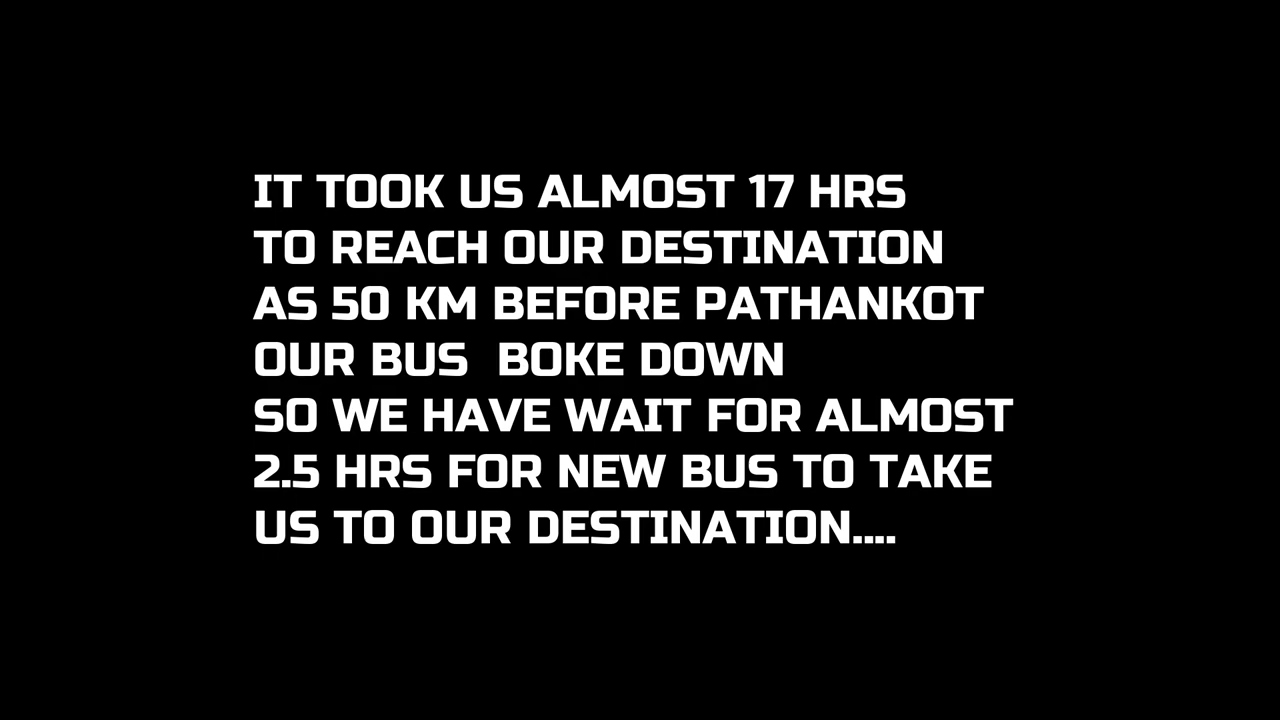 IT TOOK US ALMOST 17 HRS
TO REACH OUR DESTINATION
AS 50 KM BEFORE PATHANKOT
OUR BUS  BOKE DOWN
SO WE HAVE WAIT FOR ALMOST
2.5 HRS FOR NEW BUS TO TAKE
US TO OUR DESTINATION....